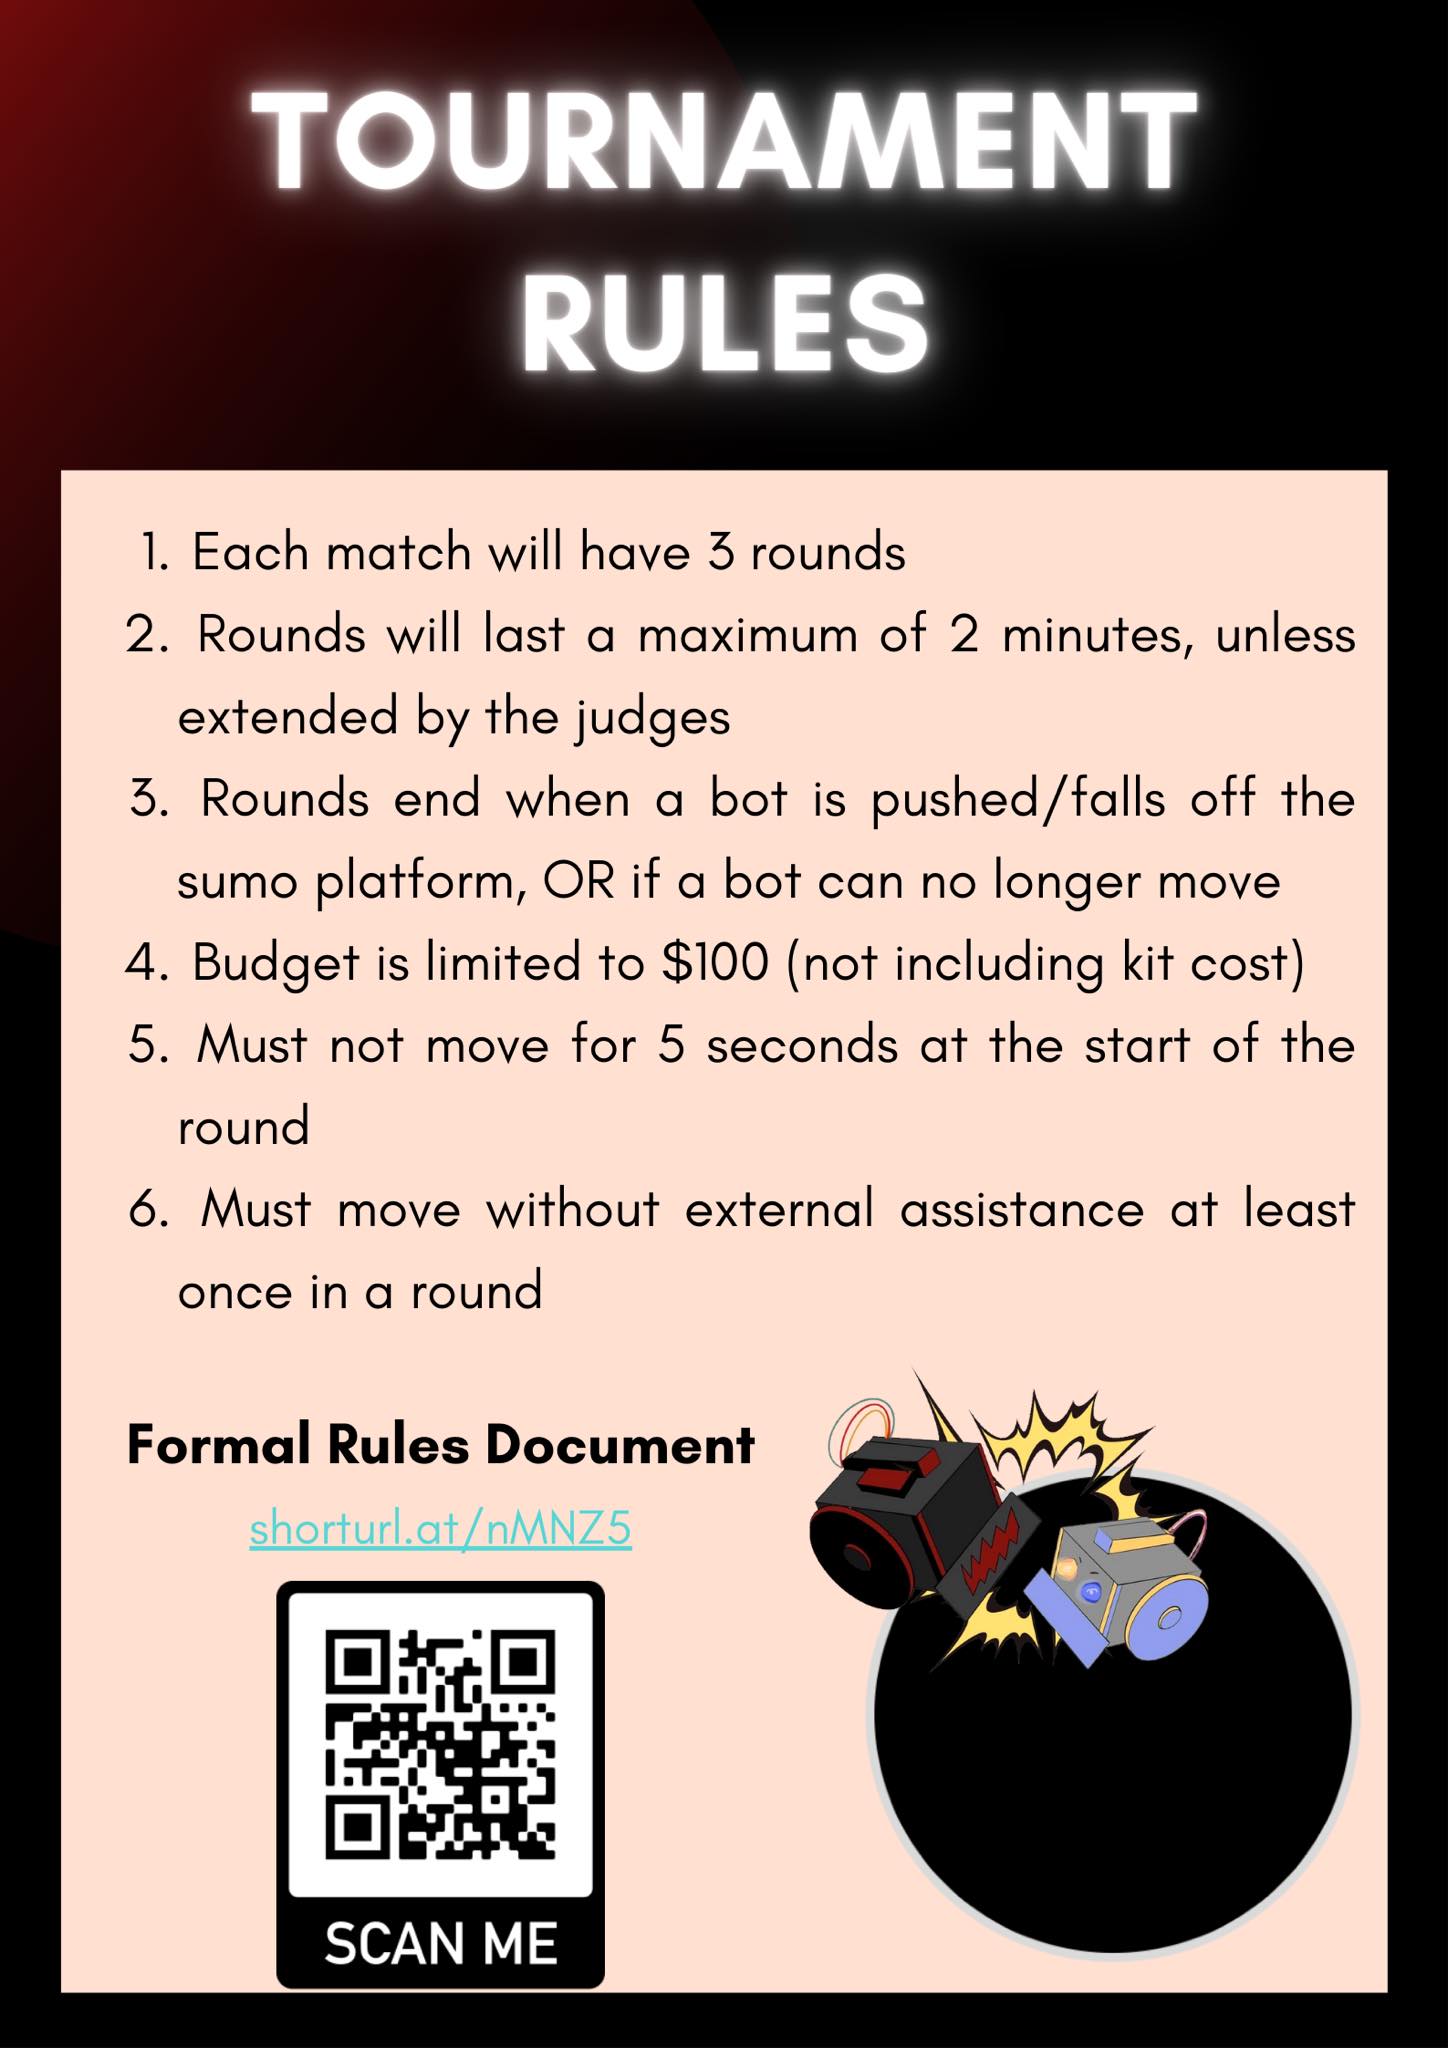 TOURNAMENT
RULES
1. Each match will have 3 rounds
2. Rounds will last a maximum of 2 minutes, unless
extended by the judges
3. Rounds end when a bot is pushed/falls off the
sumo platform, OR if a bot can no longer move
4. Budget is limited to $100 (not including kit cost)
5. Must not move for 5 seconds at the start of the
round
6. Must move without external assistance at least
once in a round
Formal Rules Document
shorturl.at/nMNZ5
SCAN ME